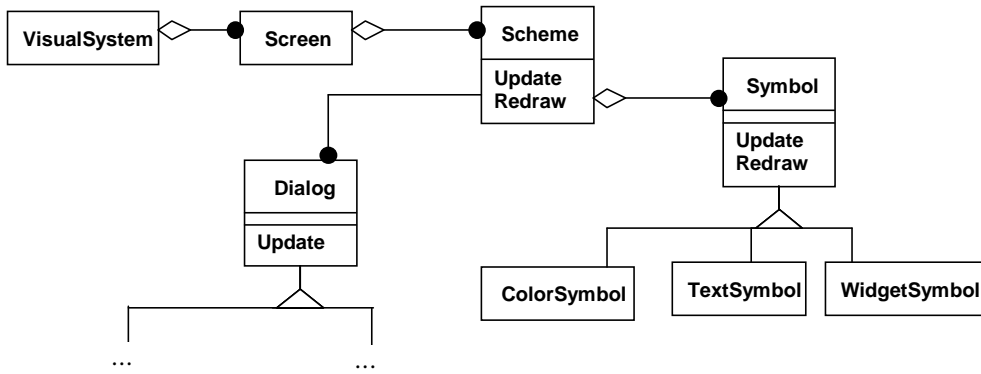 VisualSystem
Screen
Scheme
Update
Redraw
Symbol
Update
Redraw
Dialog
Update
ColorSymbol
TextSymbol
WidgetSymbol
...
...